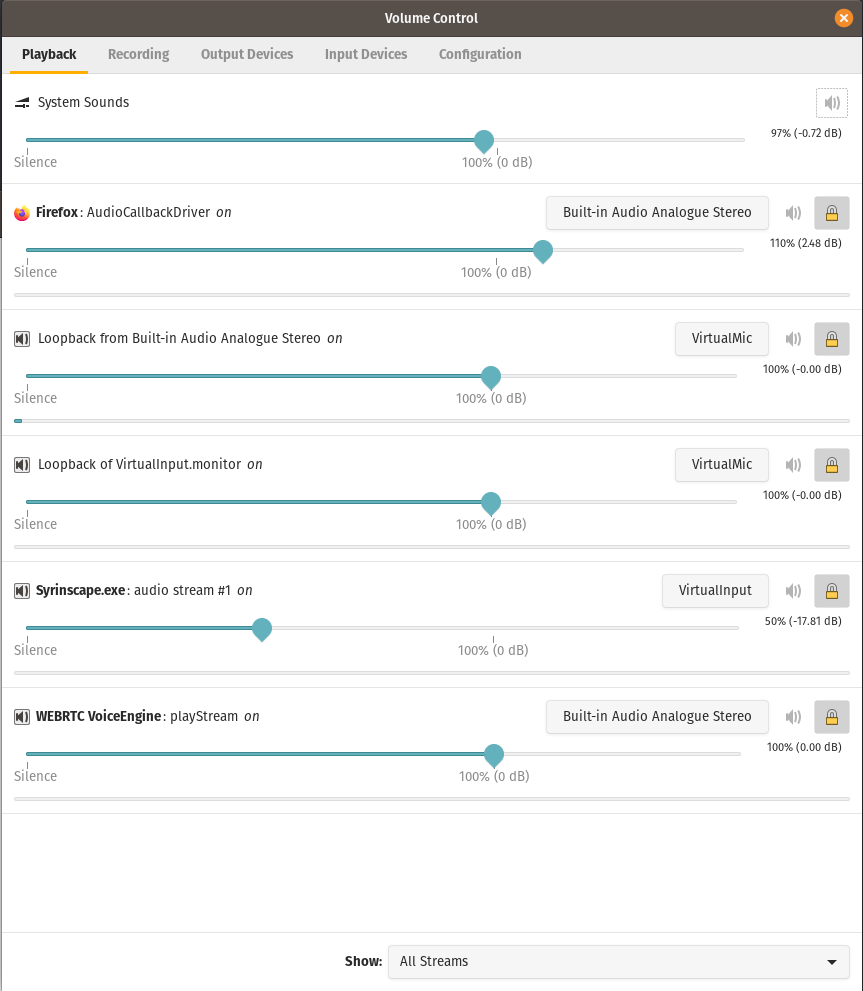 Volume Control
Playback Recording Output Devices Input Devices Configuration
System Sounds
97% (-0.72 dB)
Silence 100% (0 dB)
Firefox: AudioCallbackDriver on Built-in Audio Analogue Stereo
110% (2.48 dB)
Silence 100% (0 dB)
Loopback from Built-in Audio Analogue Stereo on VirtualMic
100% (-0.00 dB)
Silence 100% (0 dB)
Loopback of VirtualInput.monitor on VirtualMic
100% (-0.00 dB)
Silence 100% (0 dB)
Syrinscape.exe: audio stream #1 on VirtualInput
50% (-17.81 dB)
Silence 100% (0 dB)
WEBRTC VoiceEngine: playStream on Built-in Audio Analogue Stereo
100% (0.00 dB)
Silence 100% (0 dB)
Show: All Streams